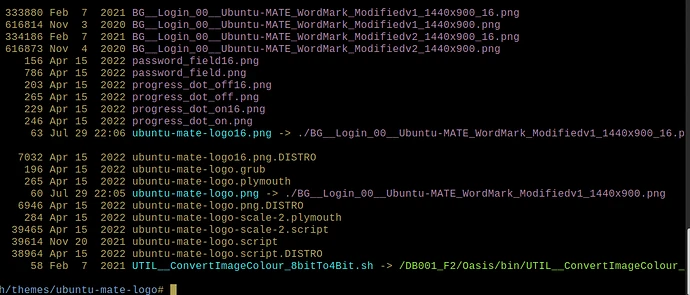 333880 Feb  7  2021 BG__Login_00__Ubuntu-MATE_WordMark_Modifiedv1_1440x900_16.png
616814 Nov  3  2020 BG__Login_00__Ubuntu-MATE_WordMark_Modifiedv1_1440x900.png
334186 Feb  7  2021 BG__Login_00__Ubuntu-MATE_WordMark_Modifiedv2_1440x900_16.png
616873 Nov  4  2020 BG__Login_00__Ubuntu-MATE_WordMark_Modifiedv2_1440x900.png
156 Apr 15  2022 password_field16.png
786 Apr 15  2022 password_field.png
203 Apr 15  2022 progress_dot_off16.png
265 Apr 15  2022 progress_dot_off.png
229 Apr 15  2022 progress_dot_on16.png
246 Apr 15  2022 progress_dot_on.png
63 Jul 29 22:06 ubuntu-mate-logo16.png -> ./BG__Login_00__Ubuntu-MATE_WordMark_Modifiedv1_1440x900_16.p
7032 Apr 15  2022 ubuntu-mate-logo16.png.DISTRO
196 Apr 15  2022 ubuntu-mate-logo.grub
265 Apr 15  2022 ubuntu-mate-logo.plymouth
60 Jul 29 22:05 ubuntu-mate-logo.png -> ./BG__Login_00__Ubuntu-MATE_WordMark_Modifiedv1_1440x900.png
6946 Apr 15  2022 ubuntu-mate-logo.png.DISTRO
284 Apr 15  2022 ubuntu-mate-logo-scale-2.plymouth
39465 Apr 15  2022 ubuntu-mate-logo-scale-2.script
39614 Nov 20  2021 ubuntu-mate-logo.script
38964 Apr 15  2022 ubuntu-mate-logo.script.DISTRO
58 Feb  7  2021 UTIL__ConvertImageColour_8bitTo4Bit.sh -> /DB001_F2/Oasis/bin/UTIL__ConvertImageColour_
h/themes/ubuntu-mate-logo#